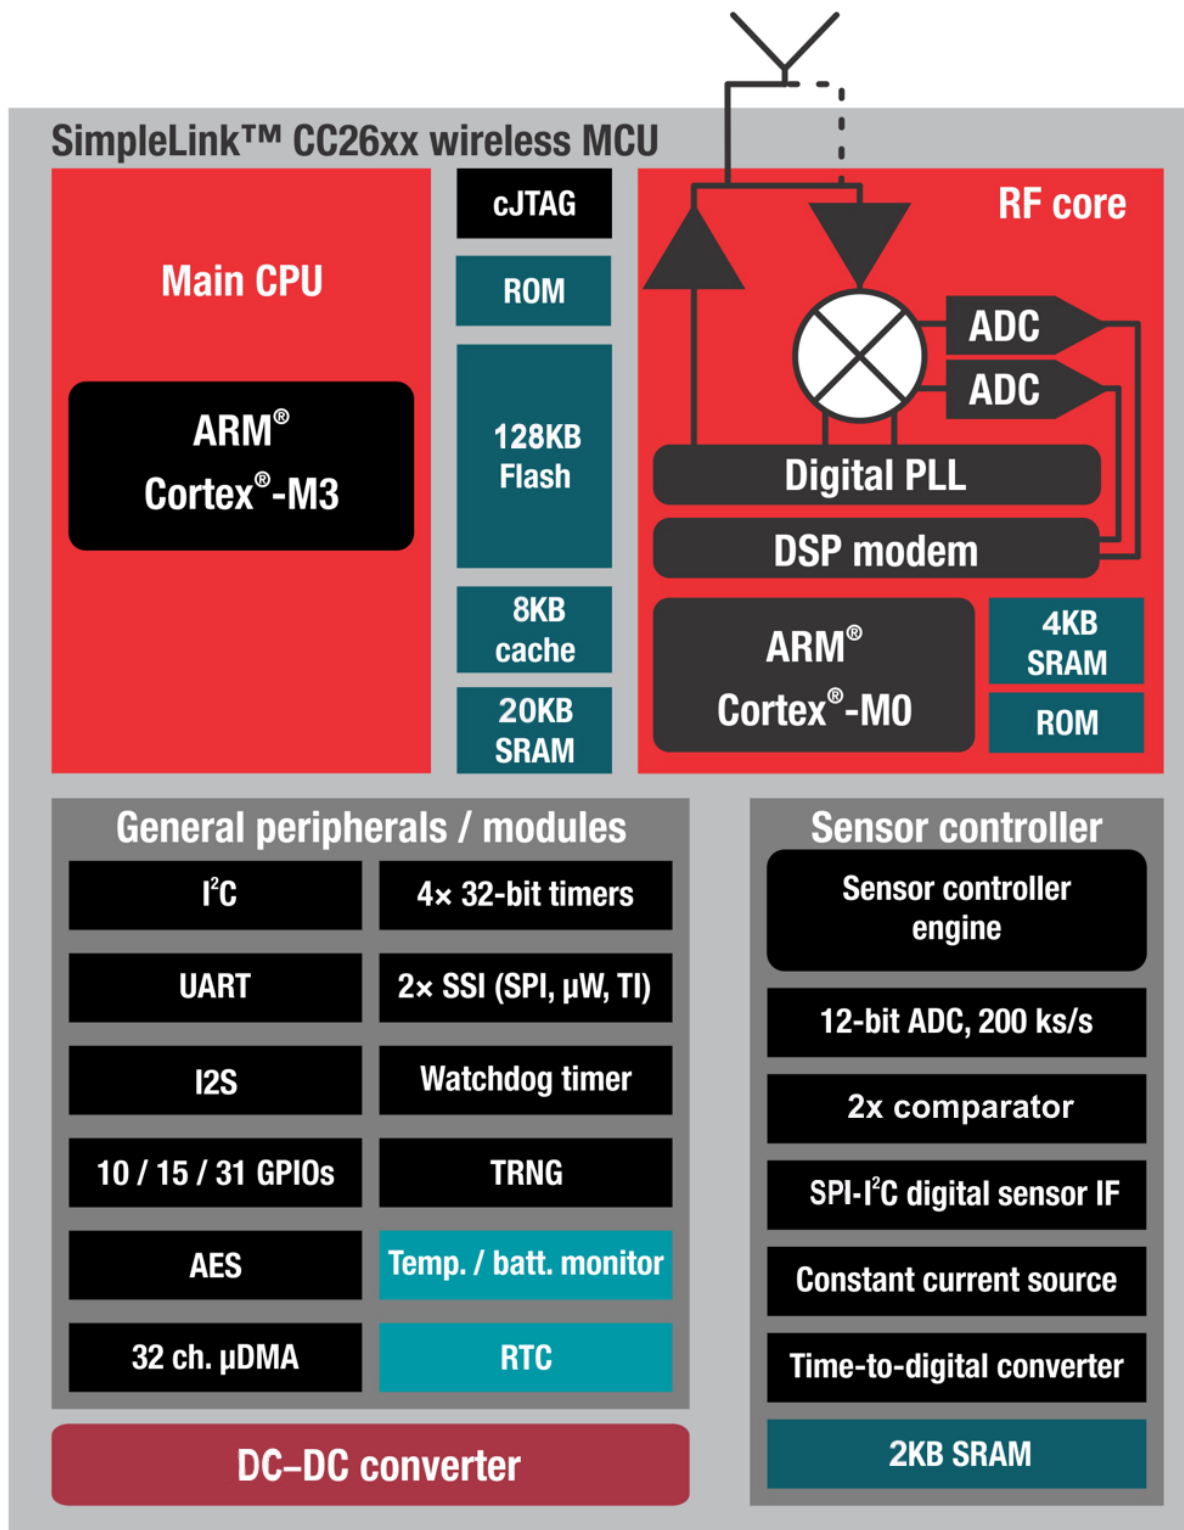 SimpleLink™ CC26xx wireless MCU
Main CPU
ARM®
Cortex®-M3
cJTAG
ROM
128KB
Flash
8KB
cache
20KB
SRAM
RF core
ADC
ADC
Digital PLL
DSP modem
ARM®
Cortex®-M0
4KB
SRAM
ROM
General peripherals / modules
I²C
4× 32-bit timers
UART
2× SSI (SPI, µW, TI)
I2S
Watchdog timer
10 / 15 / 31 GPIOs
TRNG
AES
Temp. / batt. monitor
32 ch. µDMA
RTC
DC–DC converter
Sensor controller
Sensor controller
engine
12-bit ADC, 200 ks/s
2x comparator
SPI-I²C digital sensor IF
Constant current source
Time-to-digital converter
2KB SRAM